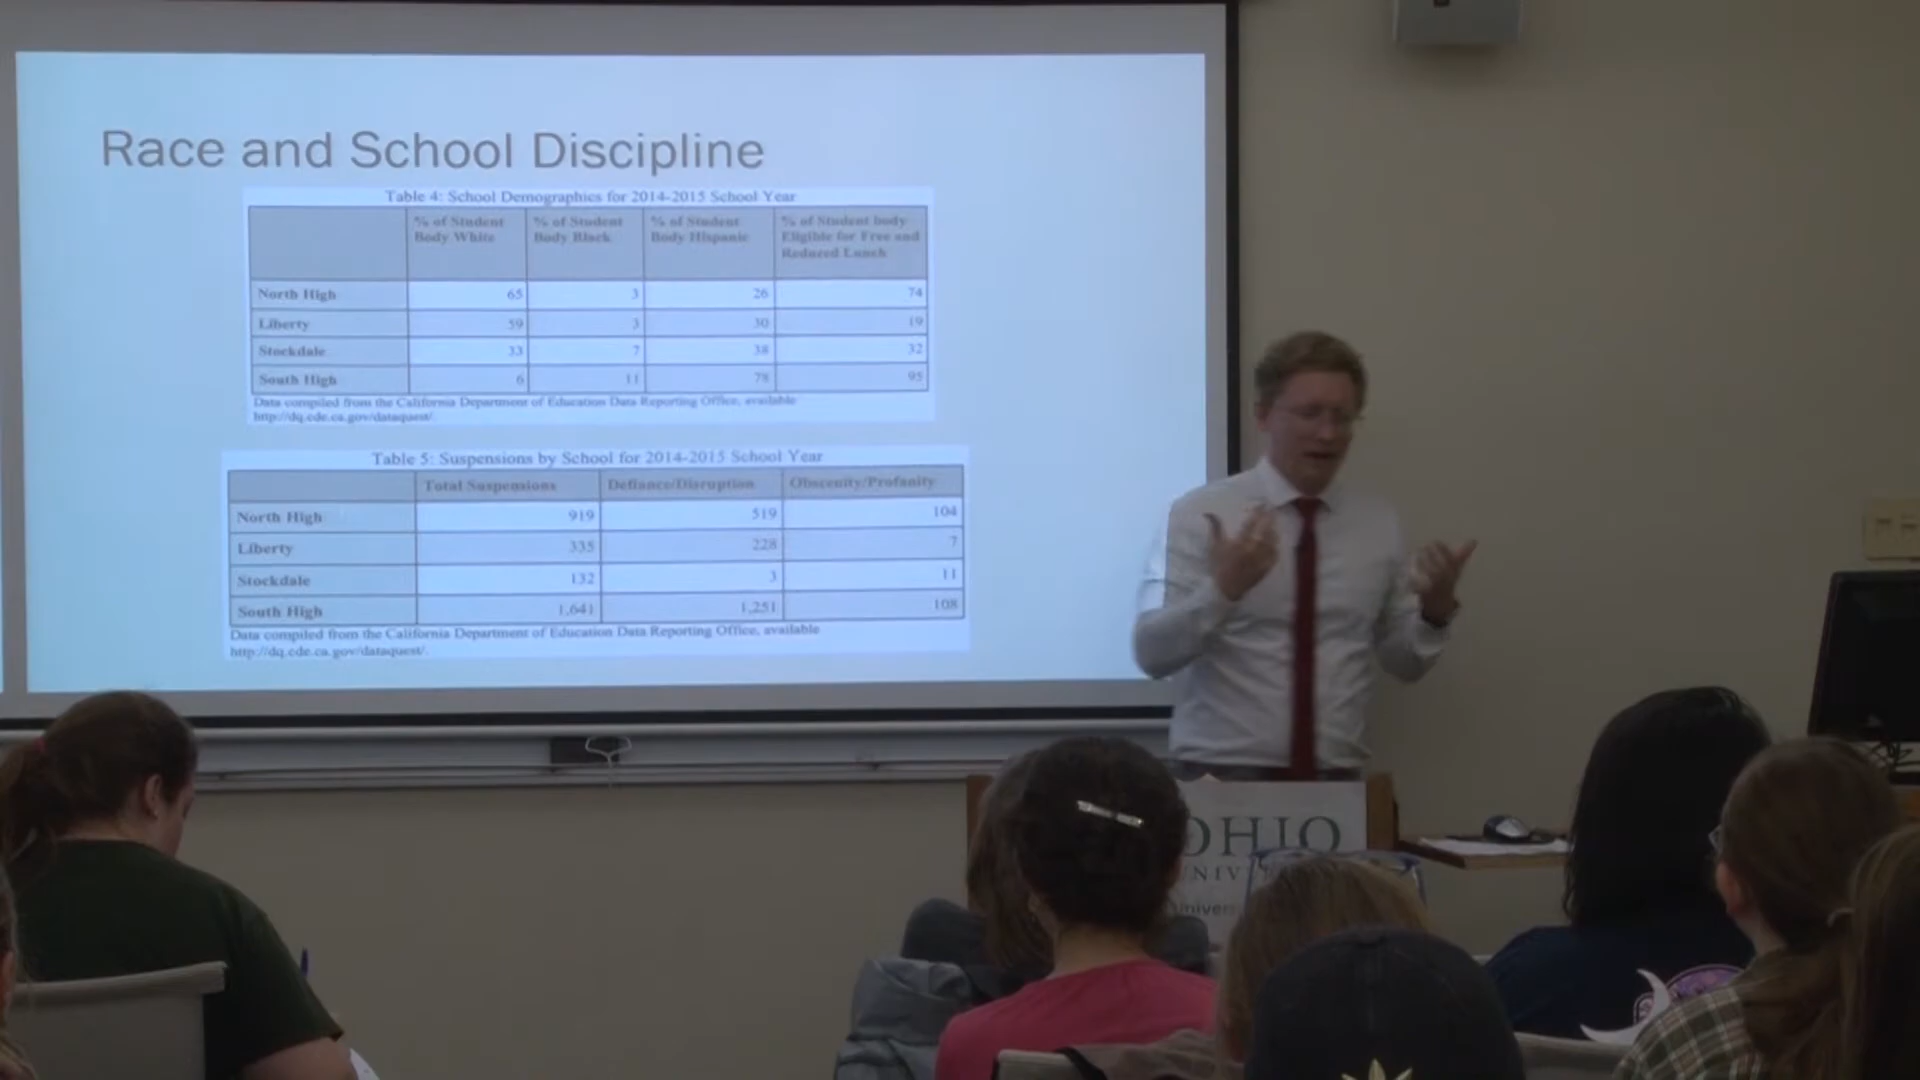 Race and School Discipline
Table 4: School Demographics for 2014-2015 School Year
% of Student Body White | % of Student Body Black | % of Student Body Hispanic | % of Student body Eligible for Free and Reduced Lunch
North High 65 3 26 74
Liberty 59 3 30 19
Stockdale 33 7 38 32
South High 6 11 78 95
Data compiled from the California Department of Education Data Reporting Office, available
http://dq.cde.ca.gov/dataquest/.
Table 5: Suspensions by School for 2014-2015 School Year
Total Suspensions | Defiance/Disruption | Obscenity/Profanity
North High 919 519 104
Liberty 335 228 7
Stockdale 132 3 11
South High 1,641 1,251 108
Data compiled from the California Department of Education Data Reporting Office, available
http://dq.cde.ca.gov/dataquest/.
OHIO